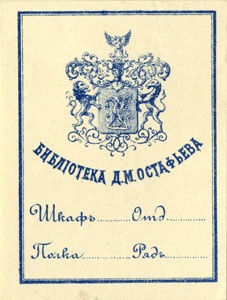 БИБЛІОТЕКА Д.М.ОСТАФЬЕВА
Шкафъ.......... Отд..........
Полка.......... Рядъ..........